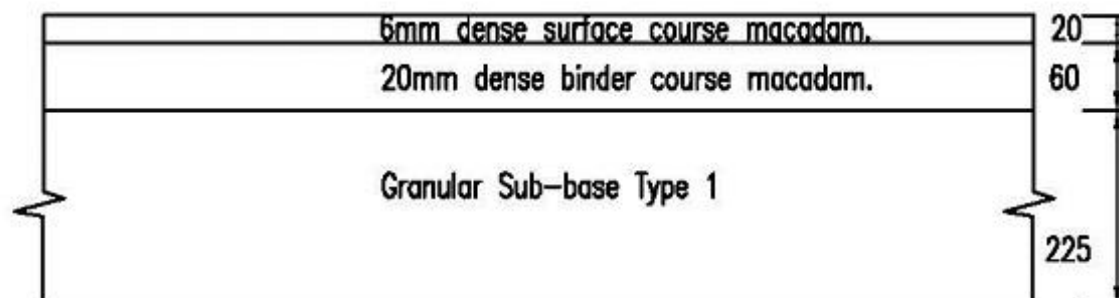 6mm dense surface course macadam. 20
20mm dense binder course macadam. 60
Granular Sub-base Type 1
225